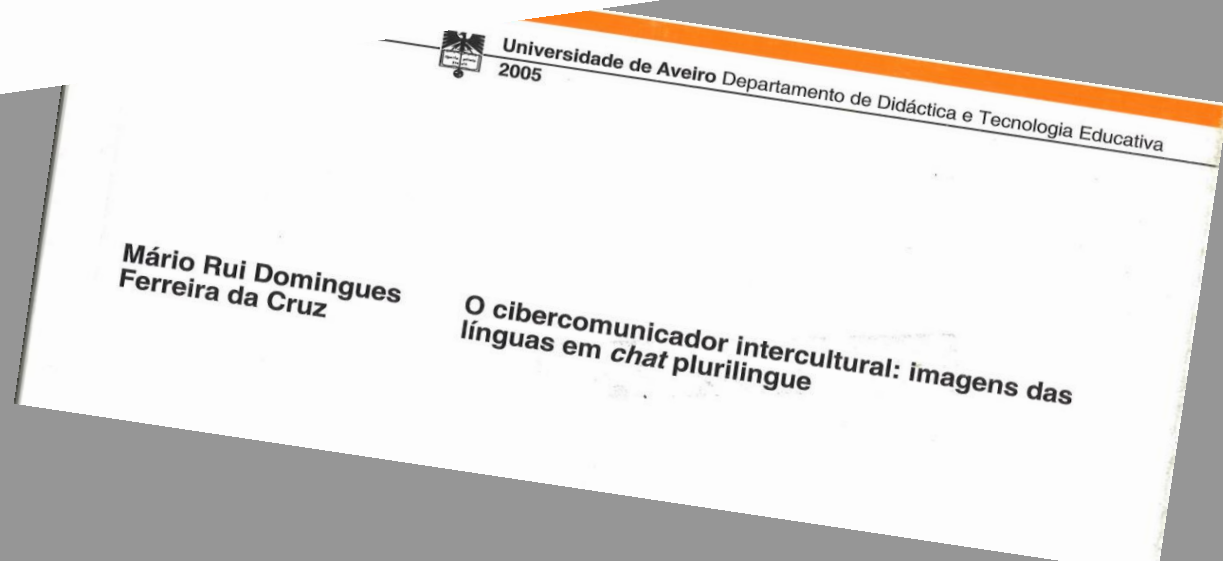 Universidade de Aveiro Departamento de Didáctica e Tecnologia Educativa
2005
Mário Rui Domingues
Ferreira da Cruz
O cibercomunicador intercultural: imagens das
línguas em chat plurilingue